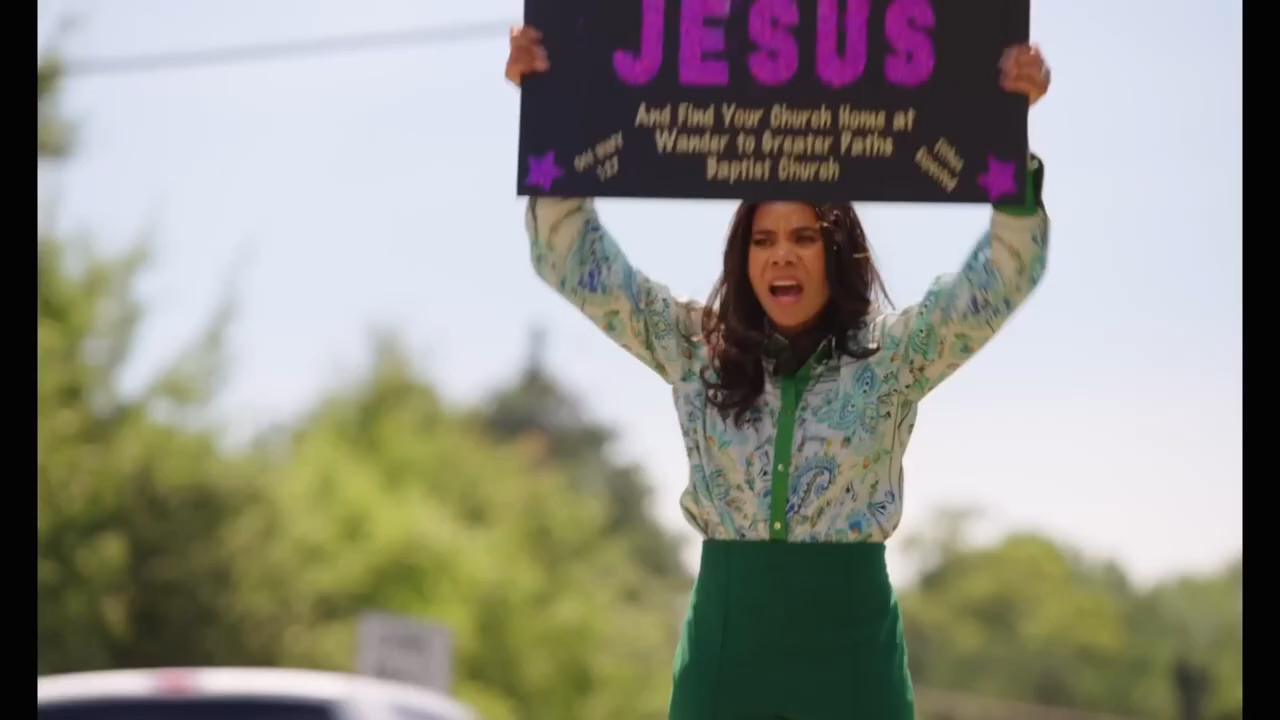 JESUS
And Find Your Church Home at
Wander to Greater Paths
Baptist Church